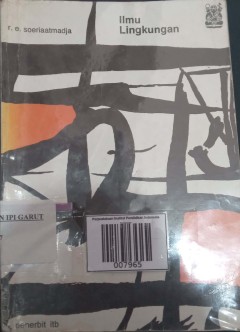 r. e. soeriaatmadja
Ilmu
Lingkungan
N IPI GARUT
007965
penerbit itb